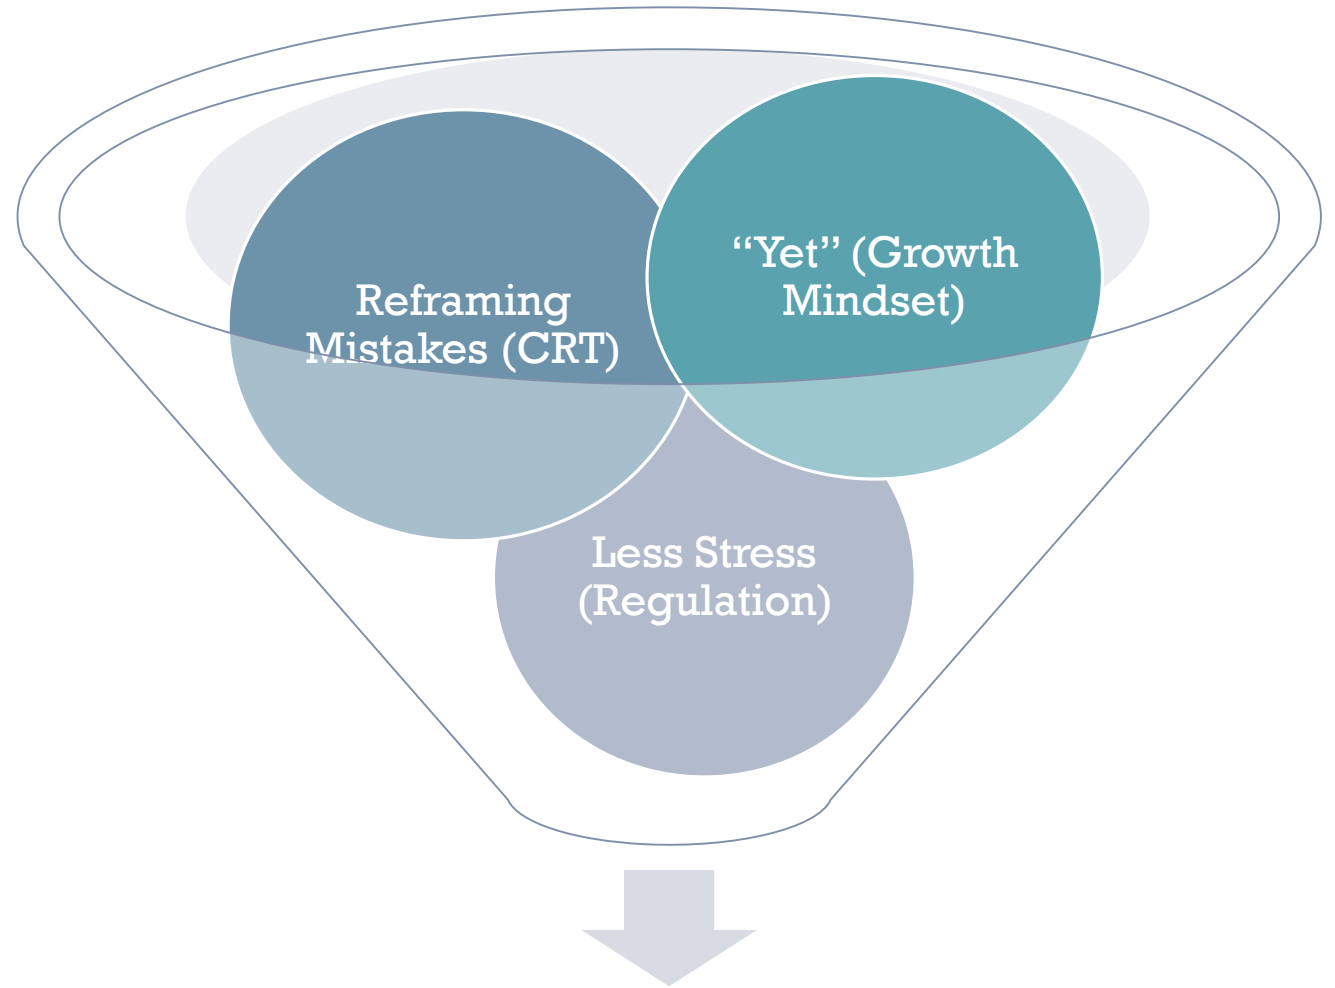 Reframing
Mistakes (CRT)
“Yet” (Growth
Mindset)
Less Stress
(Regulation)